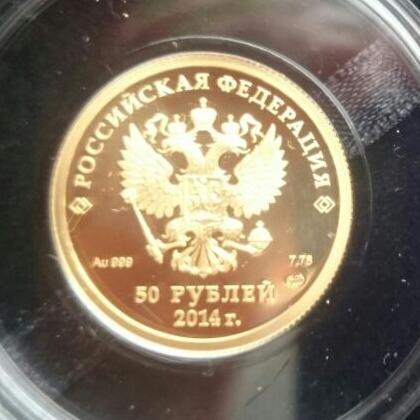 РОССИЙСКАЯ ФЕДЕРАЦИЯ
Au 999
7,78
50 РУБЛЕЙ
2014 г.